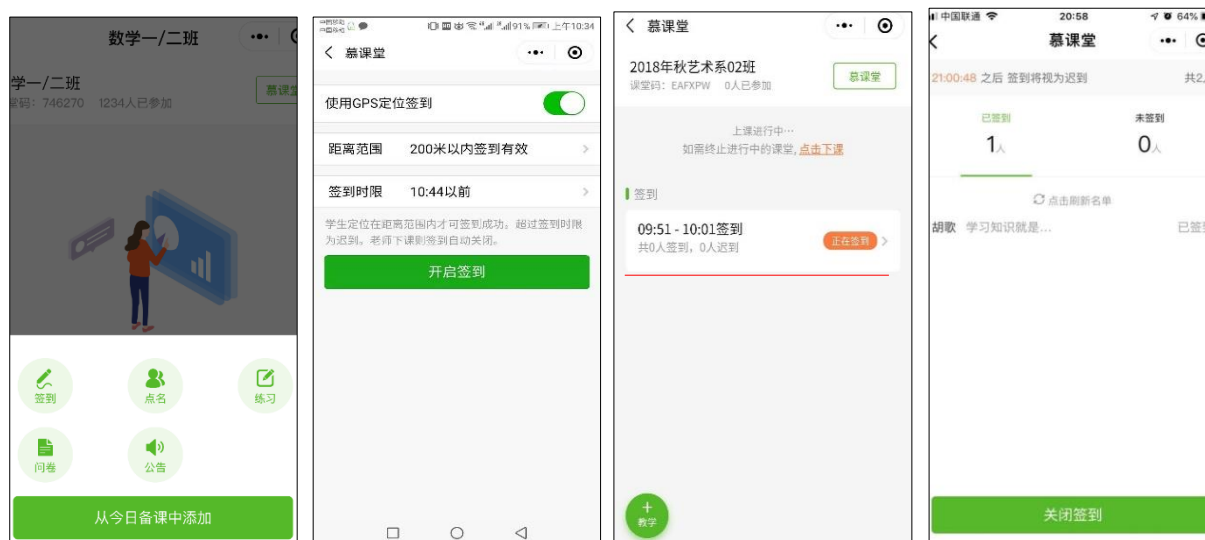 数学一/二班
学一/二班
课堂码：746270 1234人已参加
慕课堂
签到
点名
练习
问卷
公告
从今日备课中添加
91% 上午10:34
慕课堂
使用GPS定位签到
距离范围 200米以内签到有效
签到时限 10:44以前
学生定位在距离范围内才可签到成功。超过签到时限
为迟到。老师下课则签到自动关闭。
开启签到
慕课堂
2018年秋艺术系02班
课堂码：EAFXPW 0人已参加
慕课堂
上课进行中…
如需终止进行中的课堂,点击下课
签到
09:51 - 10:01签到
共0人签到，0人迟到
正在签到
教学
中国联通 20:58 64%
慕课堂
21:00:48 之后 签到将视为迟到 共2,
已签到
未签到
1人
0人
点击刷新名单
胡歌 学习知识就是… 已签到
关闭签到